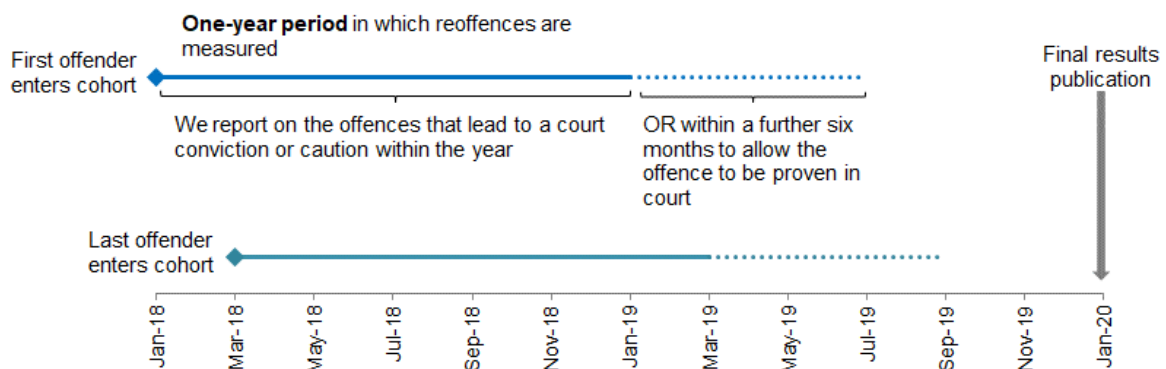 One-year period in which reoffences are
measured
First offender
enters cohort
Final results
publication
We report on the offences that lead to a court
conviction or caution within the year
OR within a further six
months to allow the
offence to be proven in
court
Last offender
enters cohort
Jan-18
Mar-18
May-18
Jul-18
Sep-18
Nov-18
Jan-19
Mar-19
May-19
Jul-19
Sep-19
Nov-19
Jan-20